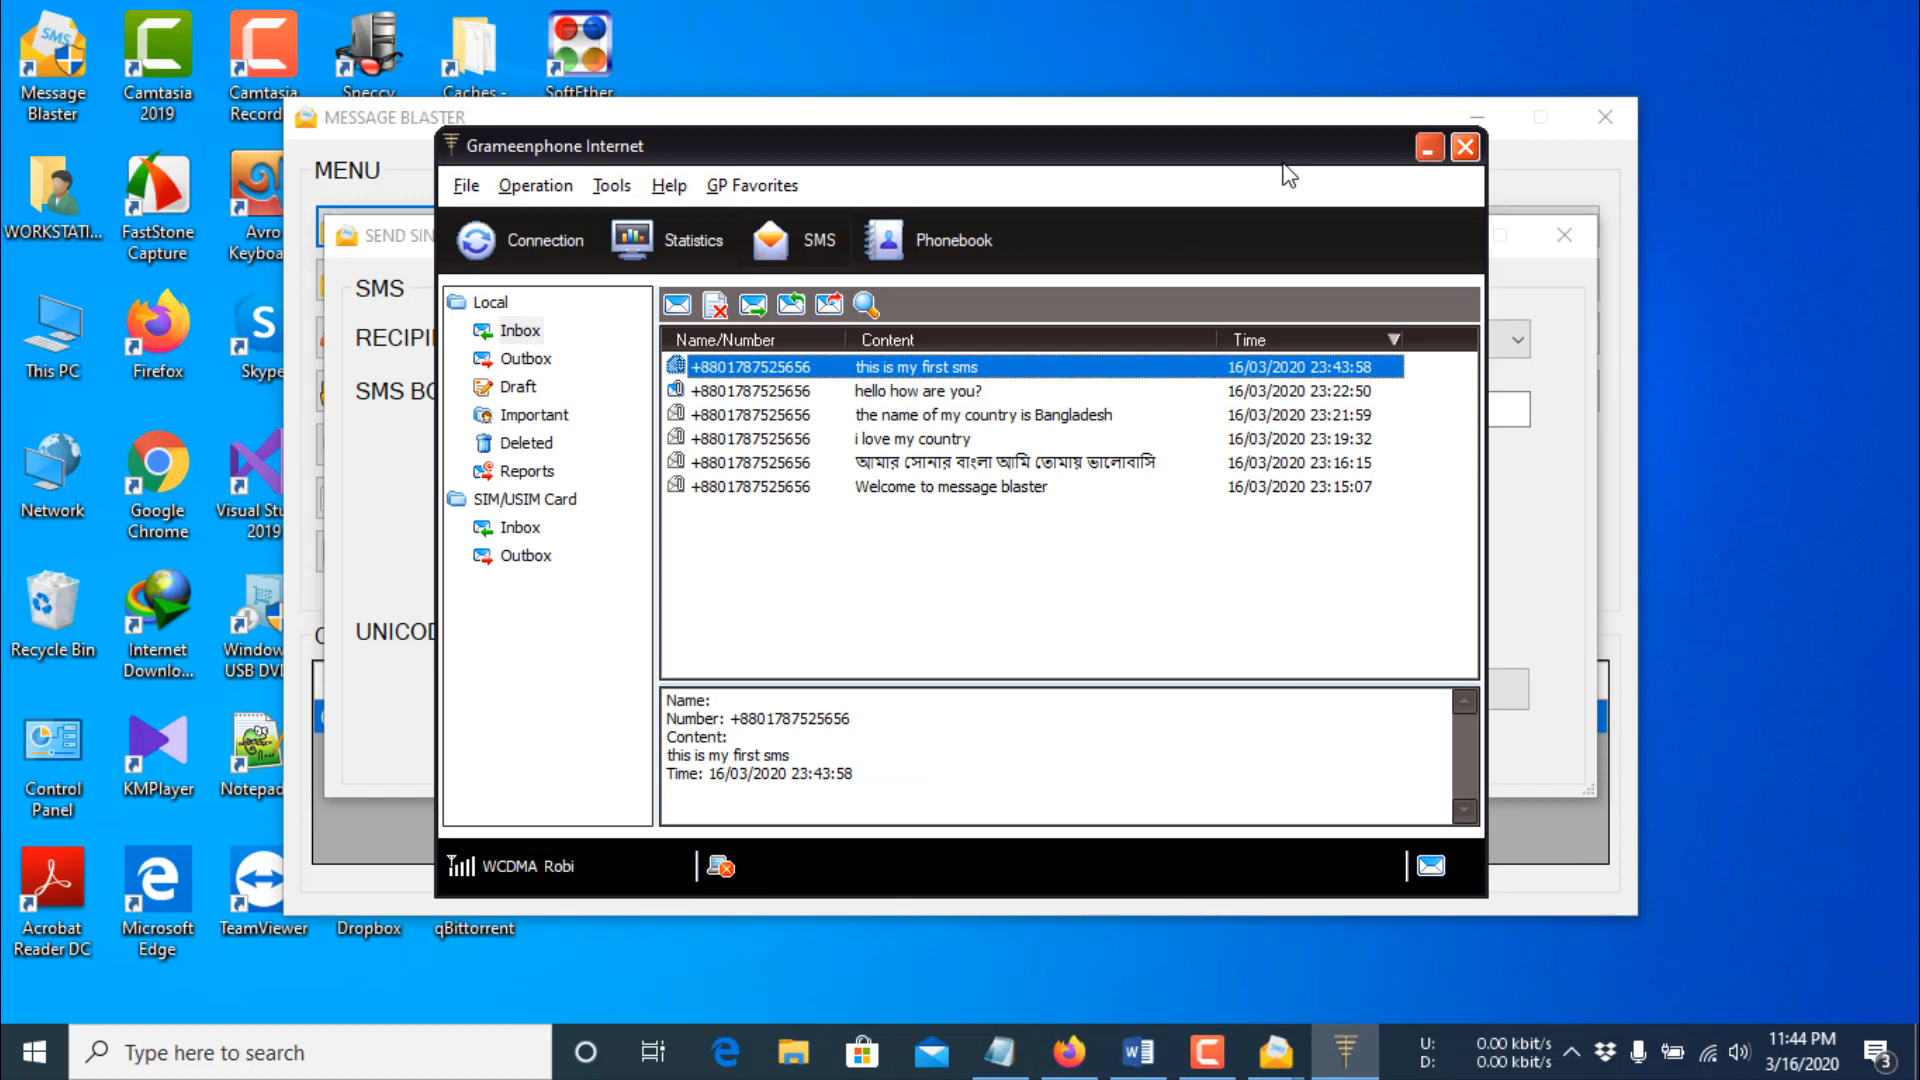 Message
Blaster
Camtasia
2019
Camtasia
Record
Speccy
Caches -
SoftEther
WORKSTATI...
FastStone
Capture
Avro
Keyboa
This PC
Firefox
Skype
Network
Google
Chrome
Visual Stu
2019
Recycle Bin
Internet
Downlo...
Window
USB DVD
Control
Panel
KMPlayer
Notepad
Acrobat
Reader DC
Microsoft
Edge
TeamViewer
Dropbox
qBittorrent
MESSAGE BLASTER
MENU
SEND SIN
SMS
RECIPI
SMS BO
UNICOD
Grameenphone Internet
File Operation Tools Help GP Favorites
Connection Statistics SMS Phonebook
Local
Inbox
Outbox
Draft
Important
Deleted
Reports
SIM/USIM Card
Inbox
Outbox
Name/Number Content Time
+8801787525656 this is my first sms 16/03/2020 23:43:58
+8801787525656 hello how are you? 16/03/2020 23:22:50
+8801787525656 the name of my country is Bangladesh 16/03/2020 23:21:59
+8801787525656 i love my country 16/03/2020 23:19:32
+8801787525656 আমার সোনার বাংলা আমি তোমায় ভালোবাসি 16/03/2020 23:16:15
+8801787525656 Welcome to message blaster 16/03/2020 23:15:07
Name:
Number: +8801787525656
Content:
this is my first sms
Time: 16/03/2020 23:43:58
WCDMA Robi
Type here to search
U: 0.00 kbit/s
D: 0.00 kbit/s
11:44 PM
3/16/2020
3